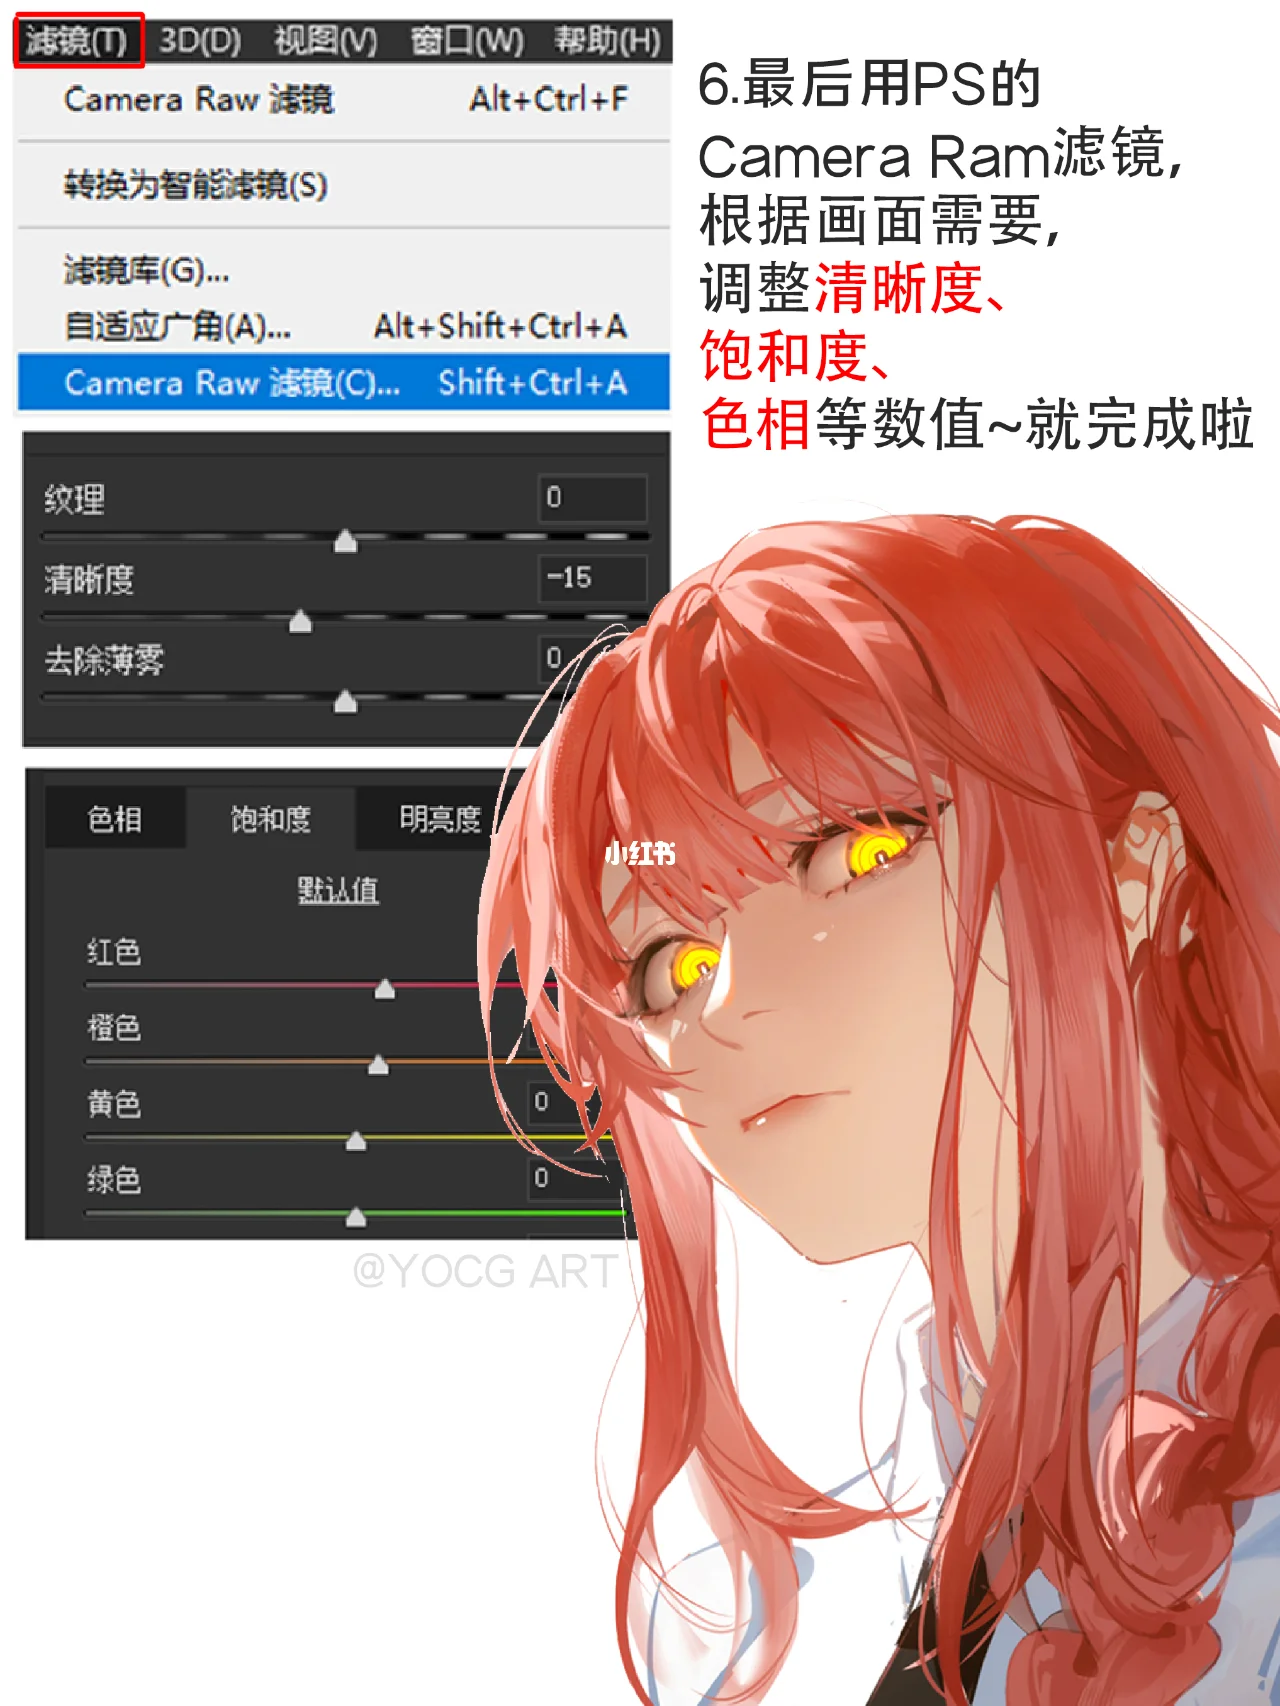 滤镜(T) 3D(D) 视图(V) 窗口(W) 帮助(H)
Camera Raw 滤镜 Alt+Ctrl+F
转换为智能滤镜(S)
滤镜库(G)...
自适应广角(A)... Alt+Shift+Ctrl+A
Camera Raw 滤镜(C)... Shift+Ctrl+A
6.最后用PS的
Camera Ram滤镜,
根据画面需要,
调整清晰度、
饱和度、
色相等数值~就完成啦
纹理 0
清晰度 -15
去除薄雾 0
色相 饱和度 明亮度
默认值
红色
橙色
黄色 0
绿色 0
小红书
@YOCG ART